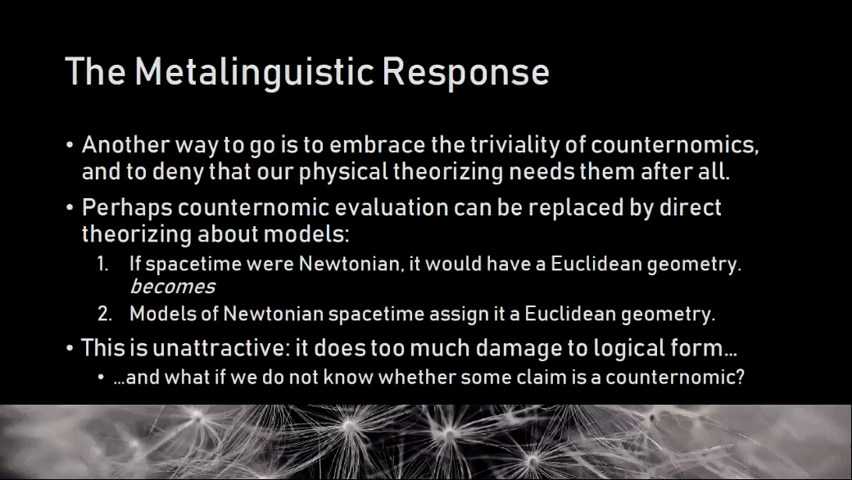 The Metalinguistic Response
• Another way to go is to embrace the triviality of counternomics,
and to deny that our physical theorizing needs them after all.
• Perhaps counternomic evaluation can be replaced by direct
theorizing about models:
1. If spacetime were Newtonian, it would have a Euclidean geometry.
becomes
2. Models of Newtonian spacetime assign it a Euclidean geometry.
• This is unattractive: it does too much damage to logical form…
• …and what if we do not know whether some claim is a counternomic?